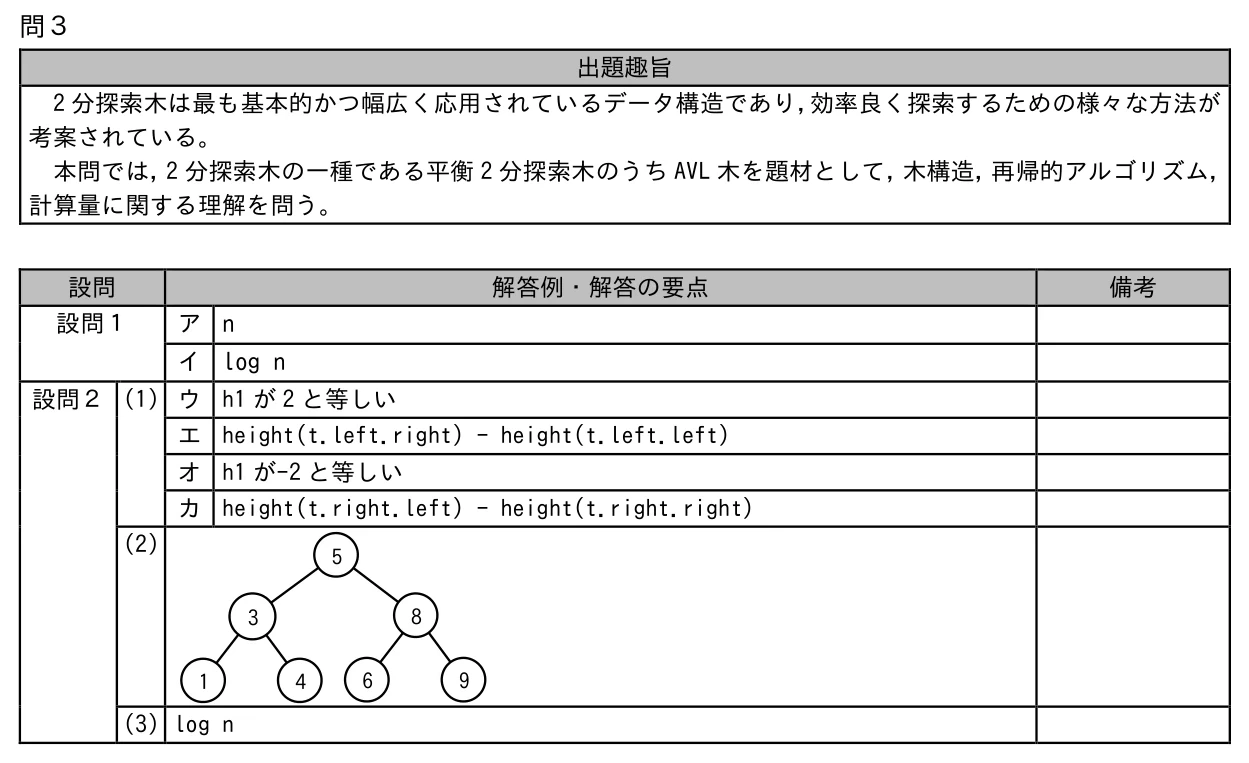 問3
出題趣旨
2分探索木は最も基本的かつ幅広く応用されているデータ構造であり,効率良く探索するための様々な方法が
考案されている。
本問では,2分探索木の一種である平衡2分探索木のうちAVL木を題材として,木構造,再帰的アルゴリズム,
計算量に関する理解を問う。
設問 解答例・解答の要点 備考
設問1 ア n
イ log n
設問2 (1) ウ h1が2と等しい
エ height(t.left.right) - height(t.left.left)
オ h1が-2と等しい
カ height(t.right.left) - height(t.right.right)
(2)
5
3 8
1 4 6 9
(3) log n